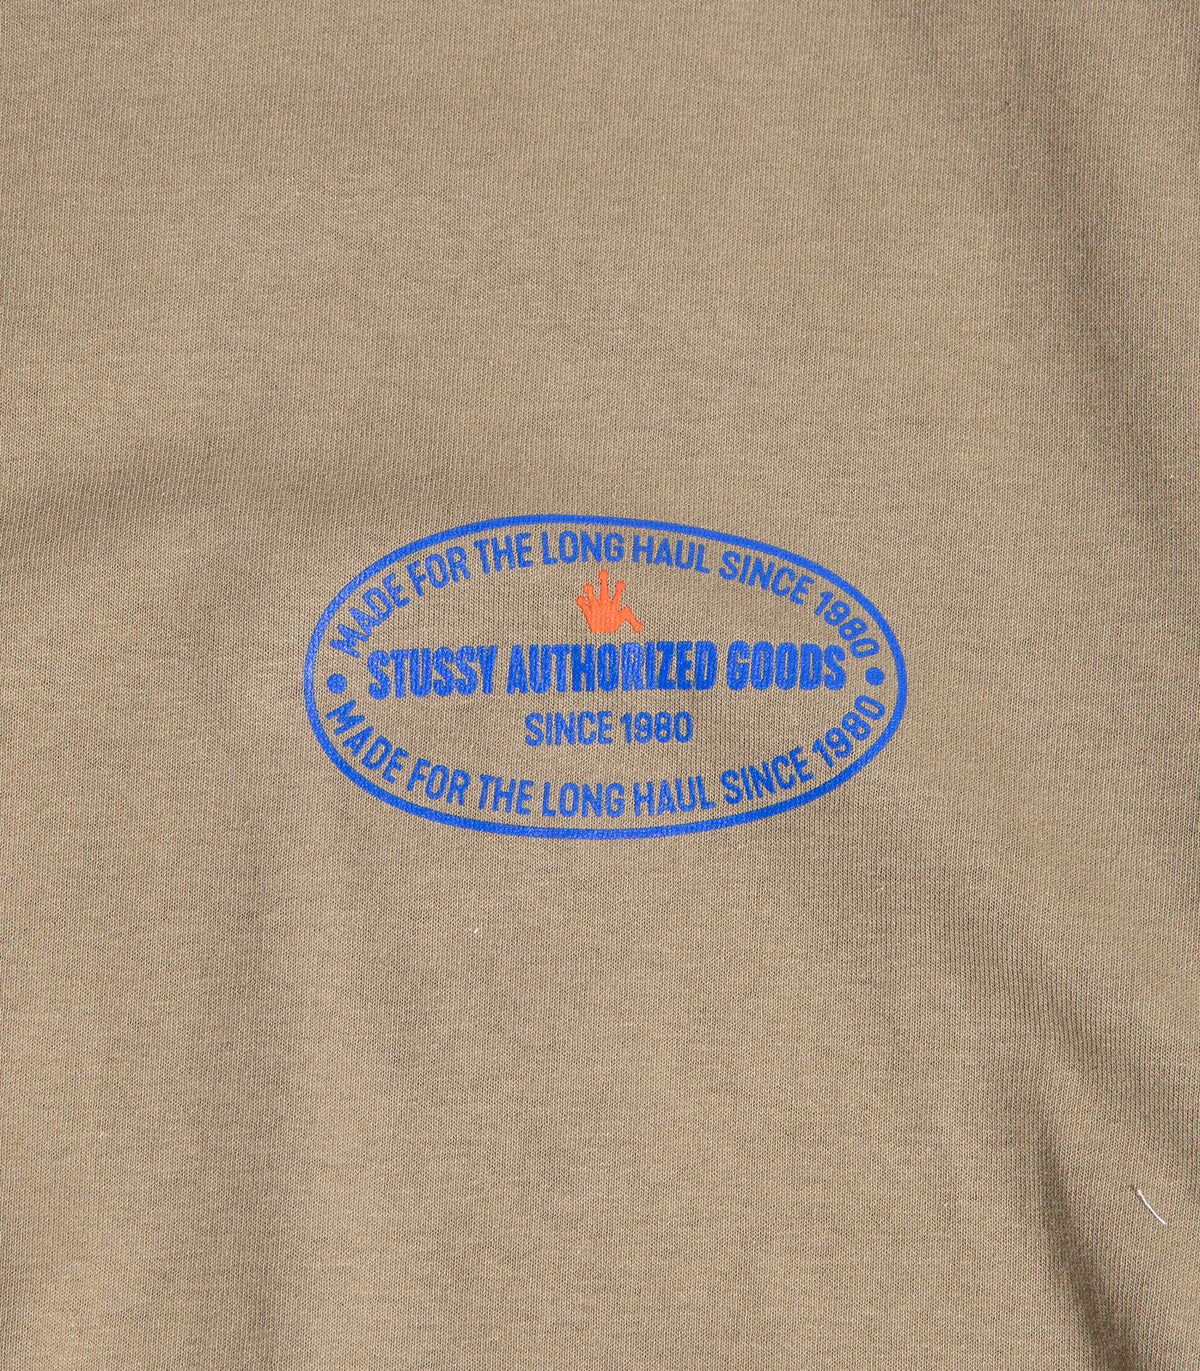 MADE FOR THE LONG HAUL SINCE 1980
STUSSY AUTHORIZED GOODS
SINCE 1980
MADE FOR THE LONG HAUL SINCE 1980